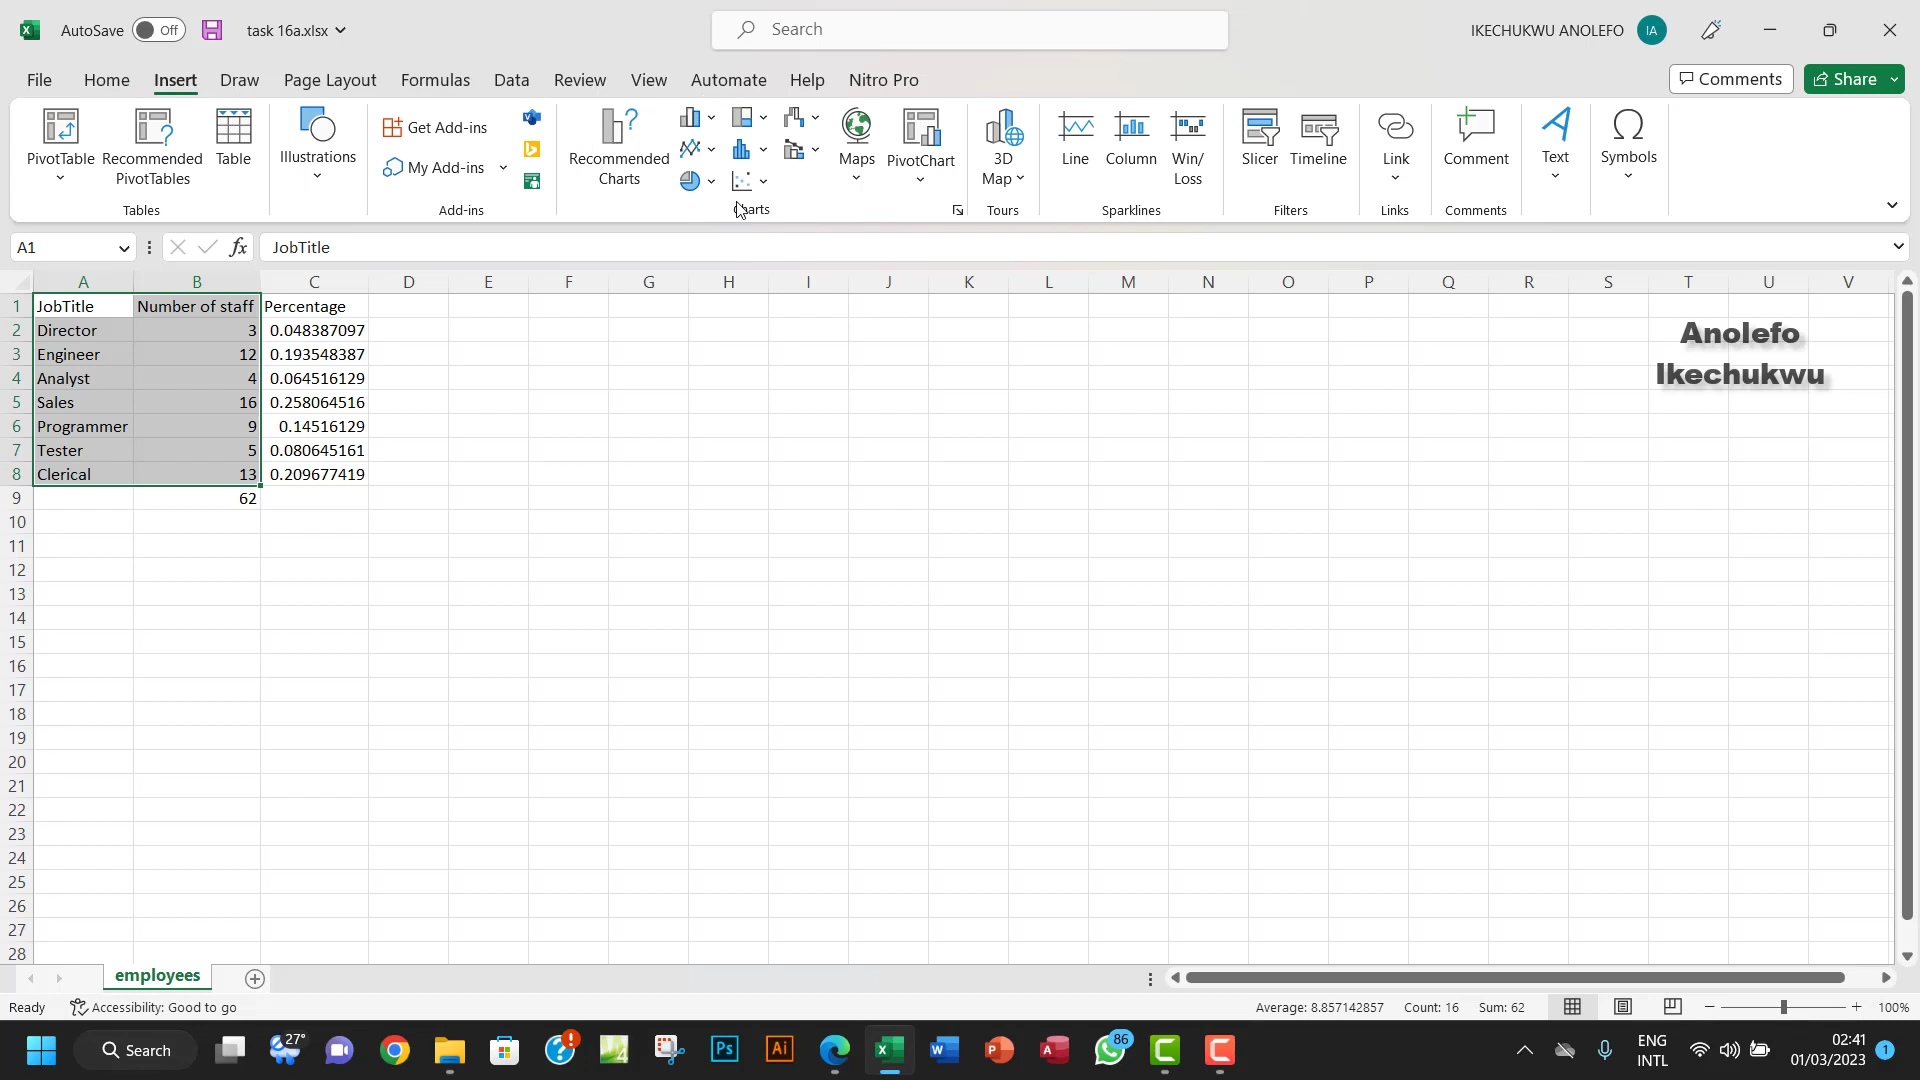 AutoSave Off task 16a.xlsx Search IKECHUKWU ANOLEFO IA
File Home Insert Draw Page Layout Formulas Data Review View Automate Help Nitro Pro Comments Share
PivotTable Recommended PivotTables Table
Tables
Illustrations
Get Add-ins
My Add-ins
Add-ins
Recommended Charts
Maps PivotChart
3D Map
Tours
Line Column Win/Loss
Sparklines
Slicer Timeline
Filters
Link
Links
Comment
Comments
Text
Symbols
A1 fx JobTitle
A B C D E F G H I J K L M N O P Q R S T U V
1 JobTitle Number of staff Percentage
2 Director 3 0.048387097
3 Engineer 12 0.193548387
4 Analyst 4 0.064516129
5 Sales 16 0.258064516
6 Programmer 9 0.14516129
7 Tester 5 0.080645161
8 Clerical 13 0.209677419
9 62
10
11
12
13
14
15
16
17
18
19
20
21
22
23
24
25
26
27
28
Anolefo
Ikechukwu
employees
Ready Accessibility: Good to go Average: 8.857142857 Count: 16 Sum: 62 100%
Search 27° Ps Ai 86 ENG INTL 02:41 01/03/2023 1